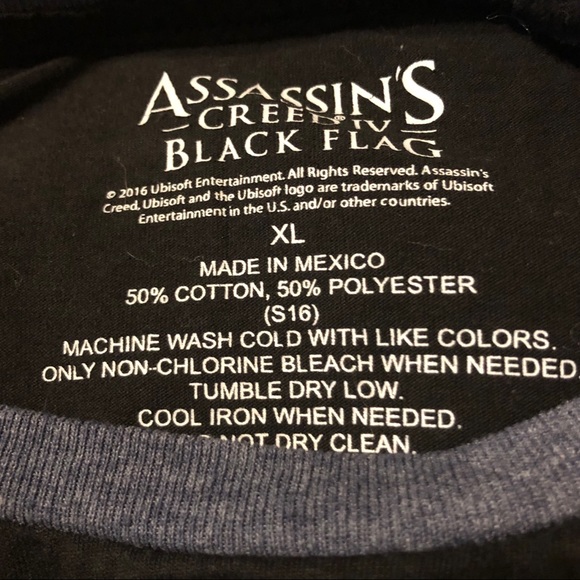 ASSASSIN'S
CREED® IV
BLACK FLAG
© 2016 Ubisoft Entertainment. All Rights Reserved. Assassin's
Creed, Ubisoft and the Ubisoft logo are trademarks of Ubisoft
Entertainment in the U.S. and/or other countries.
XL
MADE IN MEXICO
50% COTTON, 50% POLYESTER
(S16)
MACHINE WASH COLD WITH LIKE COLORS.
ONLY NON-CHLORINE BLEACH WHEN NEEDED.
TUMBLE DRY LOW.
COOL IRON WHEN NEEDED.
NOT DRY CLEAN.